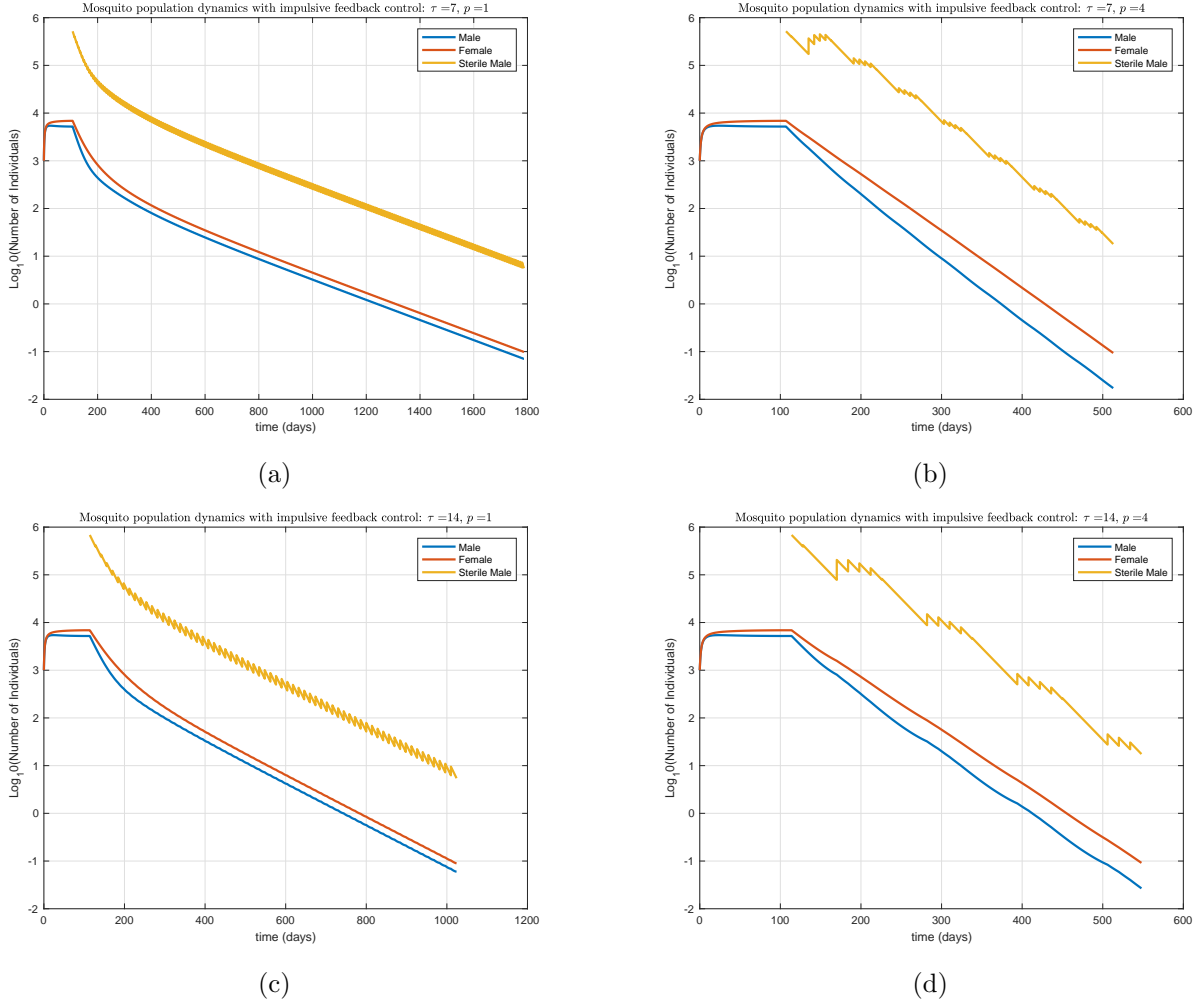 Mosquito population dynamics with impulsive feedback control: τ =7, p =1
Log₁0(Number of Individuals)
6
5
4
3
2
1
0
-1
-2
Male
Female
Sterile Male
0 200 400 600 800 1000 1200 1400 1600 1800
time (days)
(a)
Mosquito population dynamics with impulsive feedback control: τ =7, p =4
Log₁0(Number of Individuals)
6
5
4
3
2
1
0
-1
-2
Male
Female
Sterile Male
0 100 200 300 400 500 600
time (days)
(b)
Mosquito population dynamics with impulsive feedback control: τ =14, p =1
Log₁0(Number of Individuals)
6
5
4
3
2
1
0
-1
-2
Male
Female
Sterile Male
0 200 400 600 800 1000 1200
time (days)
(c)
Mosquito population dynamics with impulsive feedback control: τ =14, p =4
Log₁0(Number of Individuals)
6
5
4
3
2
1
0
-1
-2
Male
Female
Sterile Male
0 100 200 300 400 500 600
time (days)
(d)